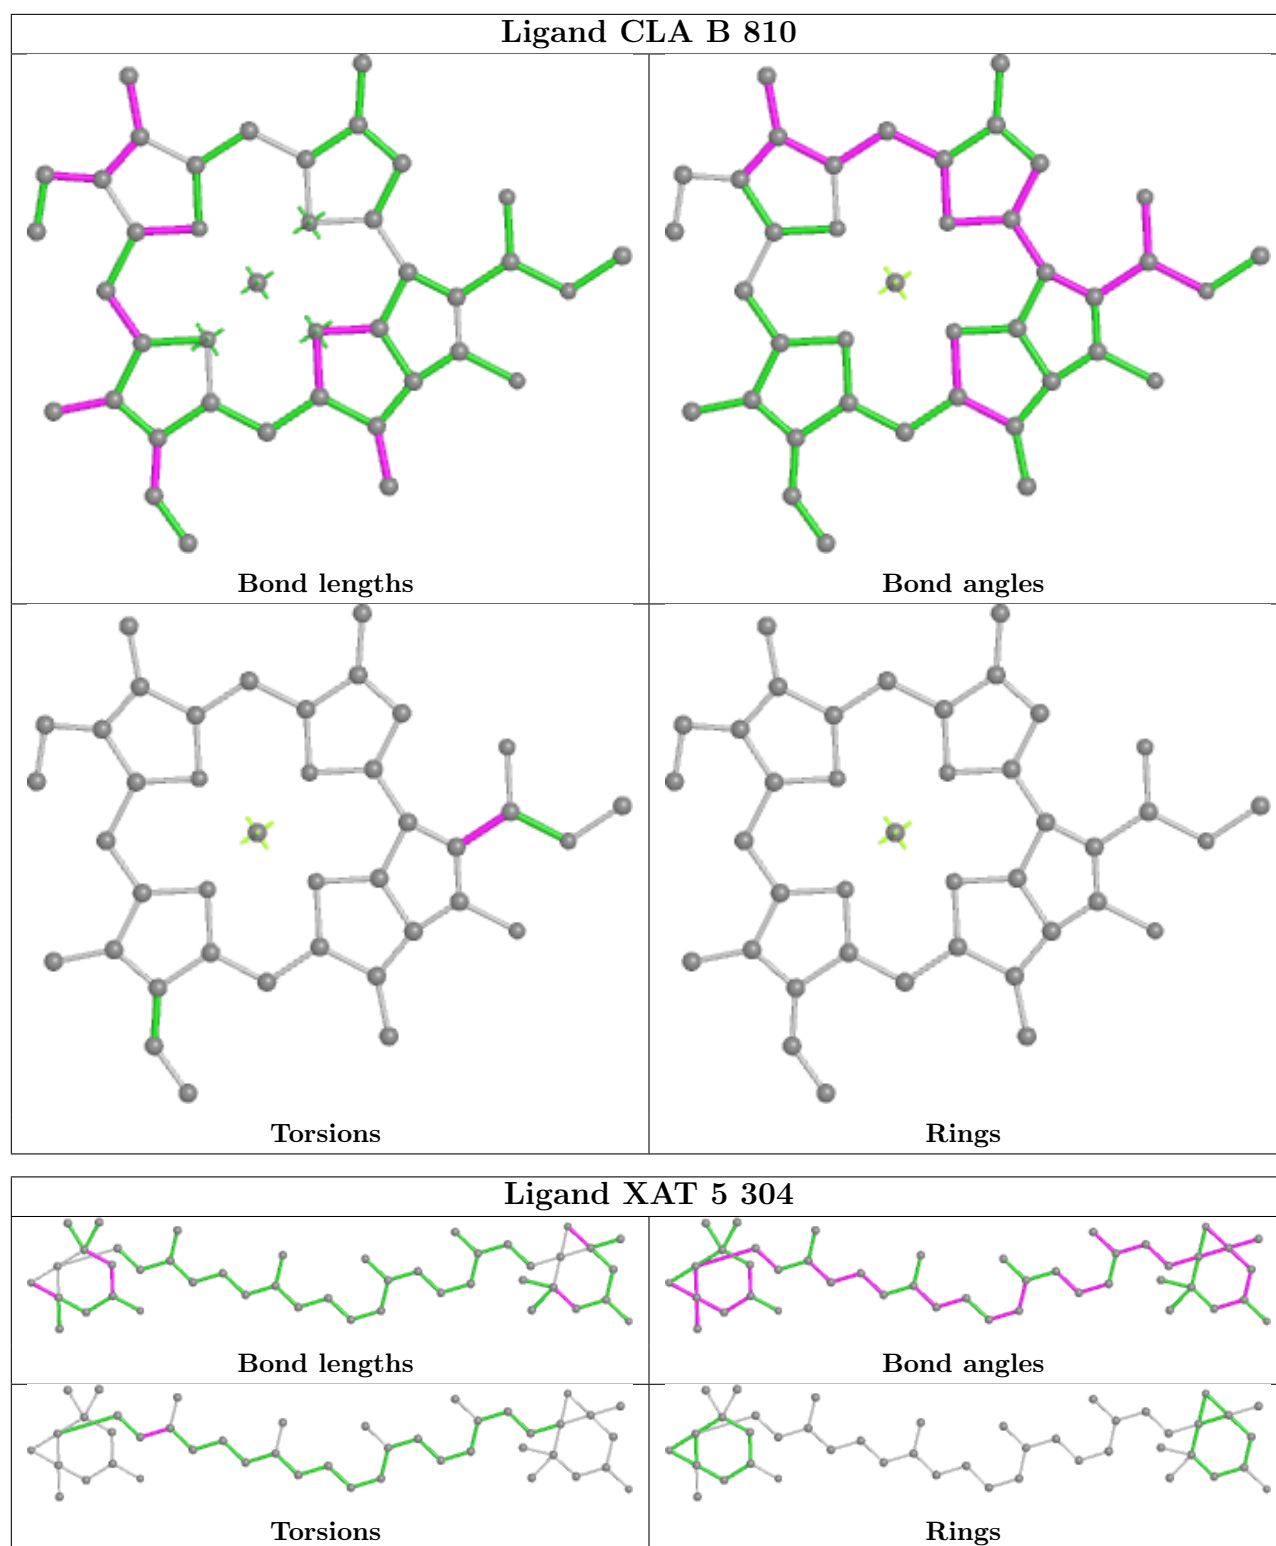 Ligand CLA B 810
Bond lengths
Bond angles
Torsions
Rings
Ligand XAT 5 304
Bond lengths
Bond angles
Torsions
Rings